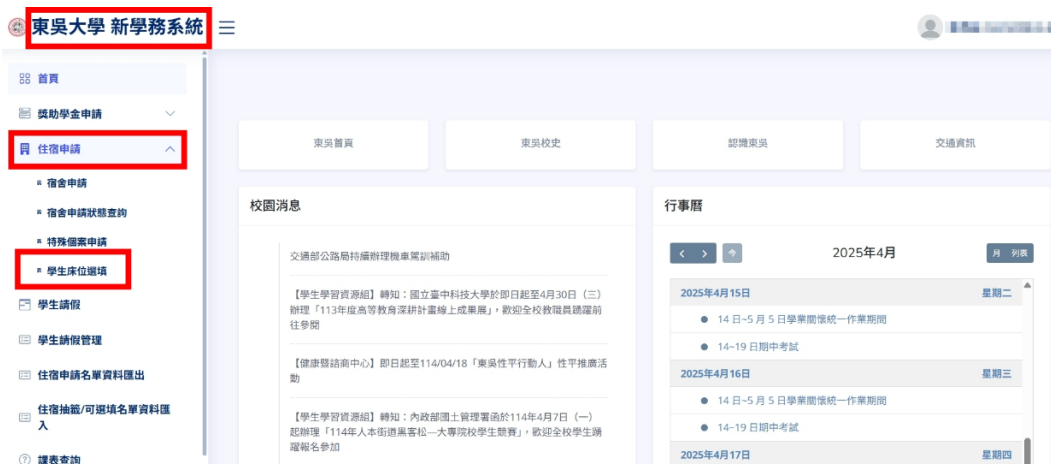 東吳大學 新學務系統
首頁
獎助學金申請
住宿申請
宿舍申請
宿舍申請狀態查詢
特殊個案申請
學生床位選填
學生請假
學生請假管理
住宿申請名單資料匯出
住宿抽籤/可選填名單資料匯
入
課表查詢
東吳首頁
東吳校史
認識東吳
交通資訊
校園消息
交通部公路局持續辦理機車駕訓補助
【學生學習資源組】轉知：國立臺中科技大學於即日起至4月30日（三）
辦理「113年度高等教育深耕計畫線上成果展」，歡迎全校教職員踴躍前
往參閱
【健康暨諮商中心】即日起至114/04/18「東吳性平行動人」性平推廣活
動
【學生學習資源組】轉知：內政部國土管理署函於114年4月7日（一）
起辦理「114年人本街道黑客松—大專院校學生競賽」，歡迎全校學生踴
躍報名參加
行事曆
今
2025年4月
月 列表
2025年4月15日 星期二
14 日~5 月 5 日學業關懷統一作業期間
14~19 日期中考試
2025年4月16日 星期三
14 日~5 月 5 日學業關懷統一作業期間
14~19 日期中考試
2025年4月17日 星期四